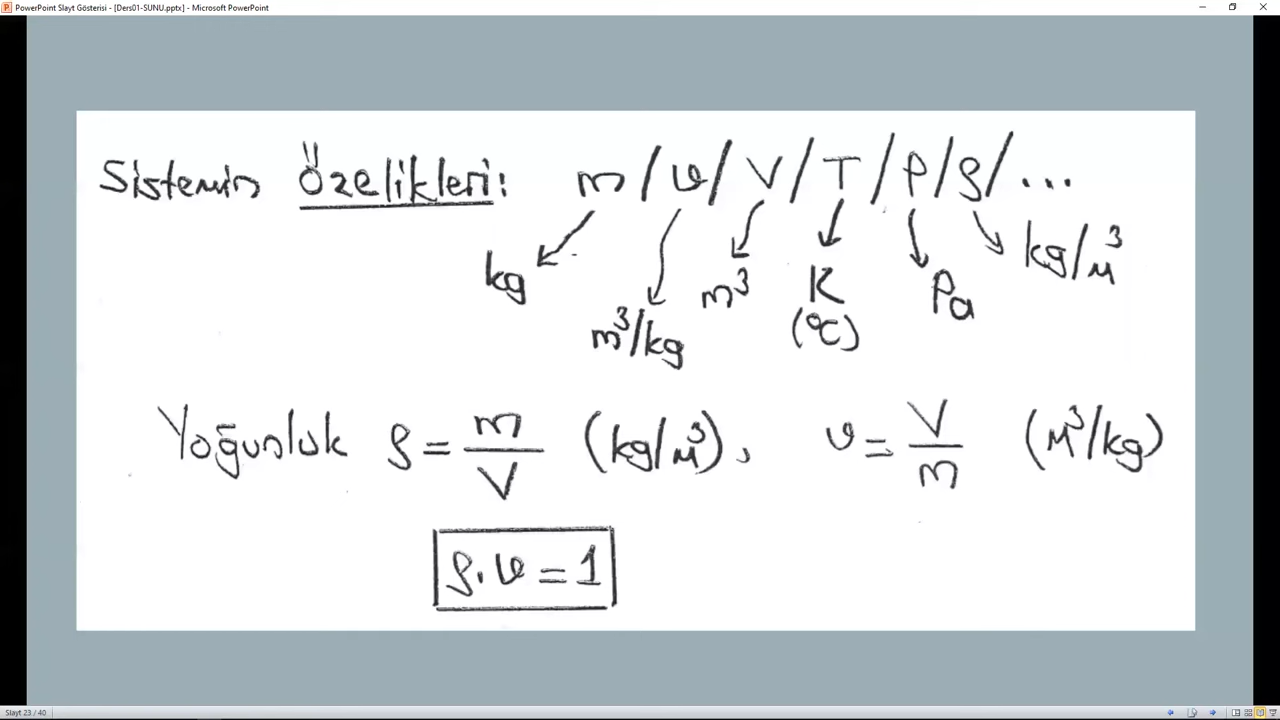 PowerPoint Slayt Gösterisi - [Ders01-SUNU.pptx] - Microsoft PowerPoint
Sistemin Özelikleri: m / v / V / T / P / ρ / ...
kg m³/kg m³ K (°C) Pa kg/m³
Yoğunluk ρ = m/V (kg/m³), v = V/m (m³/kg)
ρ.v = 1
Slayt 23 / 40